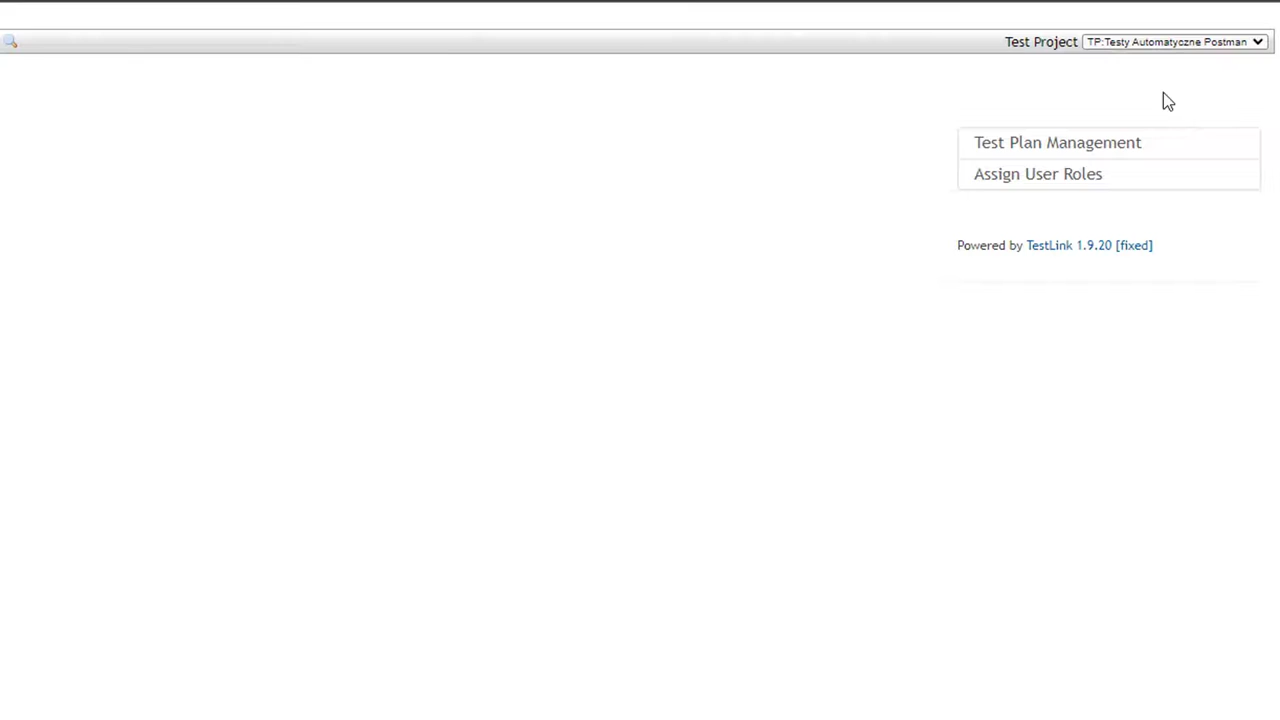 Test Project TP:Testy Automatyczne Postman
Test Plan Management
Assign User Roles
Powered by TestLink 1.9.20 [fixed]